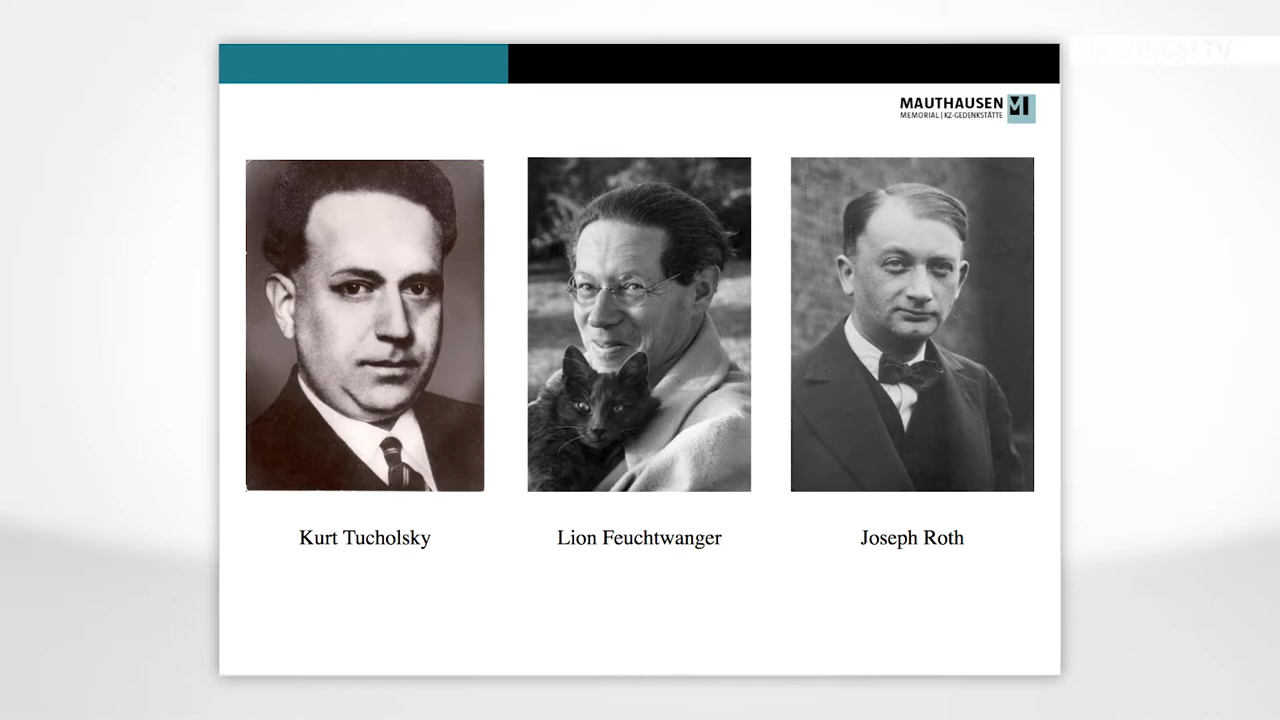 MAUTHAUSEN
MEMORIAL | KZ-GEDENKSTÄTTE
Kurt Tucholsky
Lion Feuchtwanger
Joseph Roth